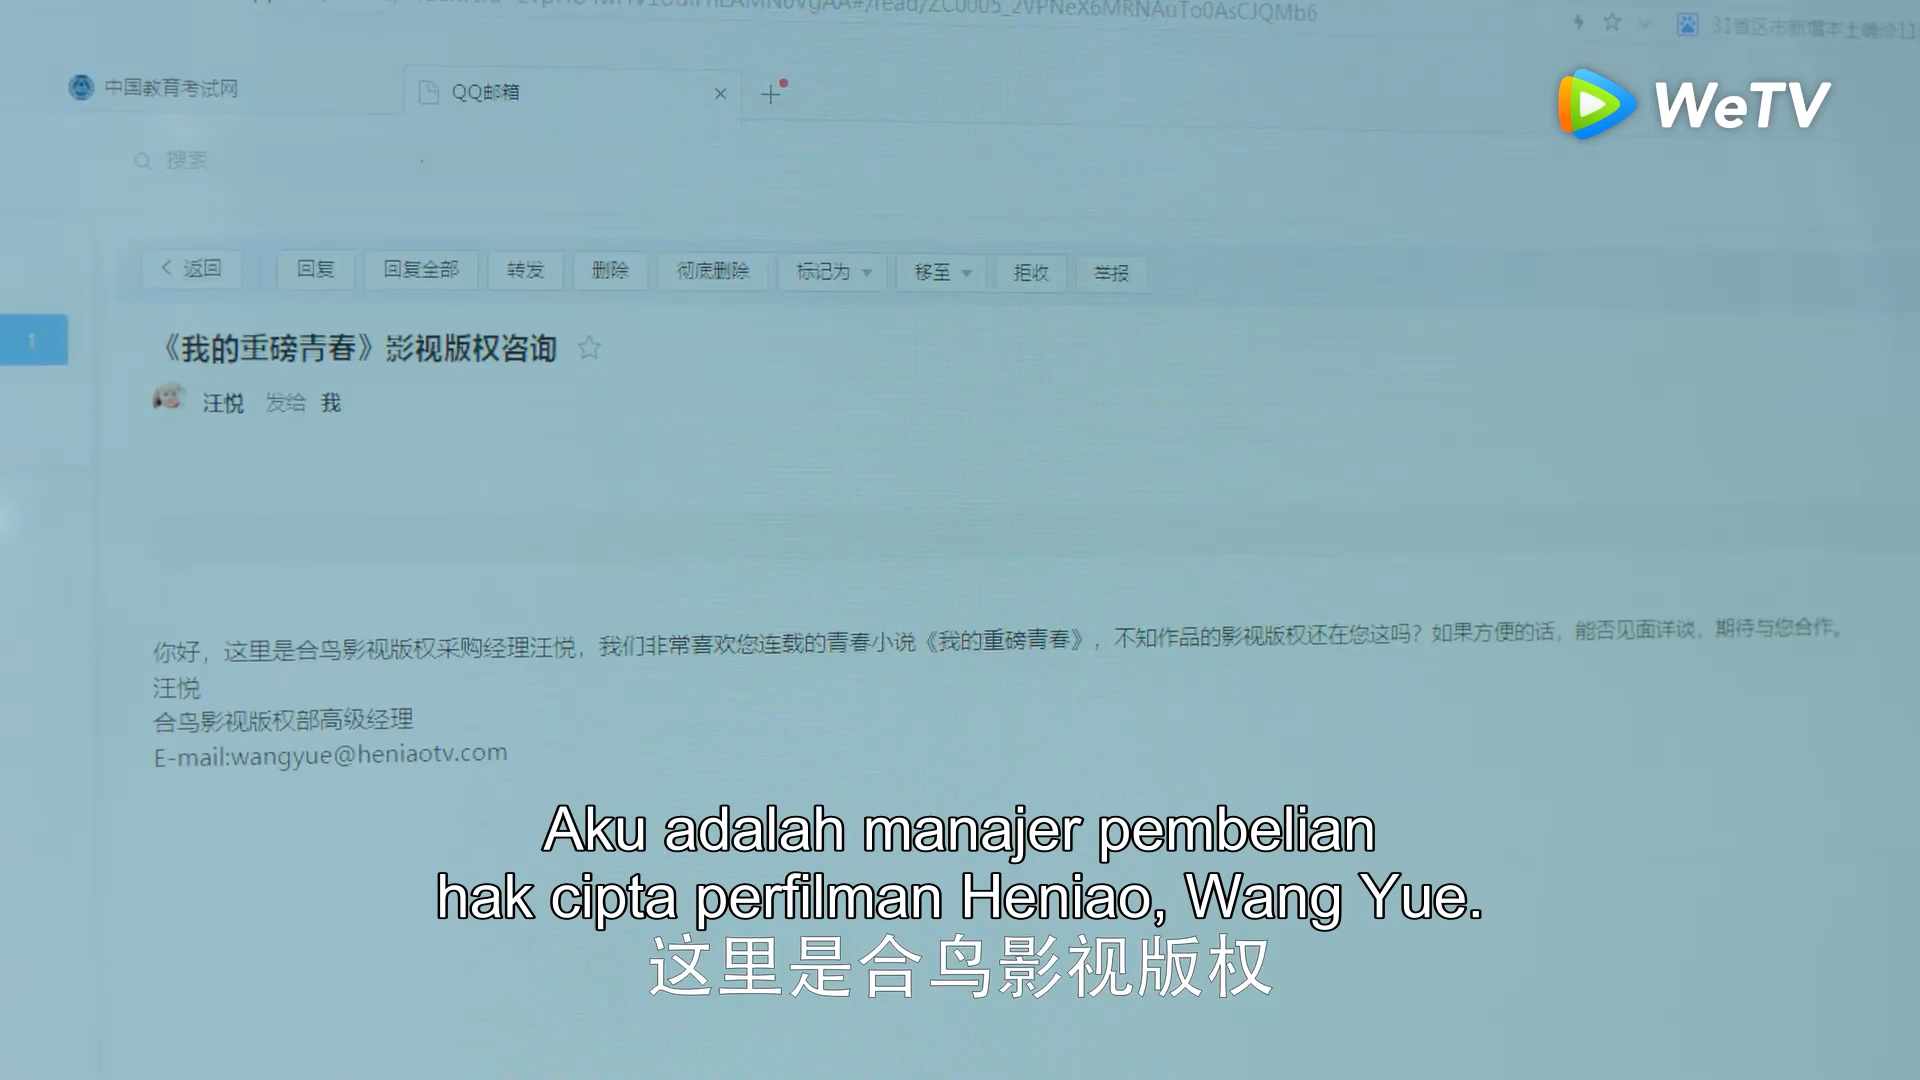 中国教育考试网
QQ邮箱
WeTV
搜索
返回 回复 回复全部 转发 删除 彻底删除 标记为 移至 拒收 举报
1
《我的重磅青春》影视版权咨询
汪悦 发给 我
你好，这里是合鸟影视版权采购经理汪悦，我们非常喜欢您连载的青春小说《我的重磅青春》，不知作品的影视版权还在您这吗？如果方便的话，能否见面详谈，期待与您合作。
汪悦
合鸟影视版权部高级经理
E-mail:wangyue@heniaotv.com
Aku adalah manajer pembelian
hak cipta perfilman Heniao, Wang Yue.
这里是合鸟影视版权